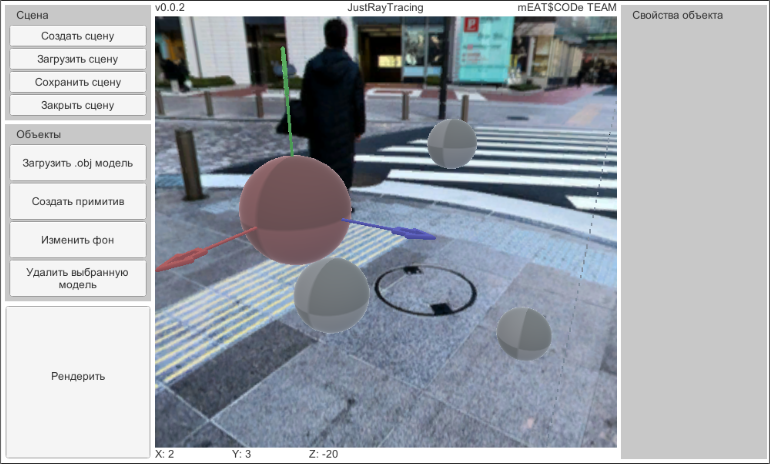 Сцена
Создать сцену
Загрузить сцену
Сохранить сцену
Закрыть сцену
Объекты
Загрузить .obj модель
Создать примитив
Изменить фон
Удалить выбранную
модель
Рендерить
v0.0.2
JustRayTracing
mEAT$CODe TEAM
X: 2
Y: 3
Z: -20
Свойства объекта